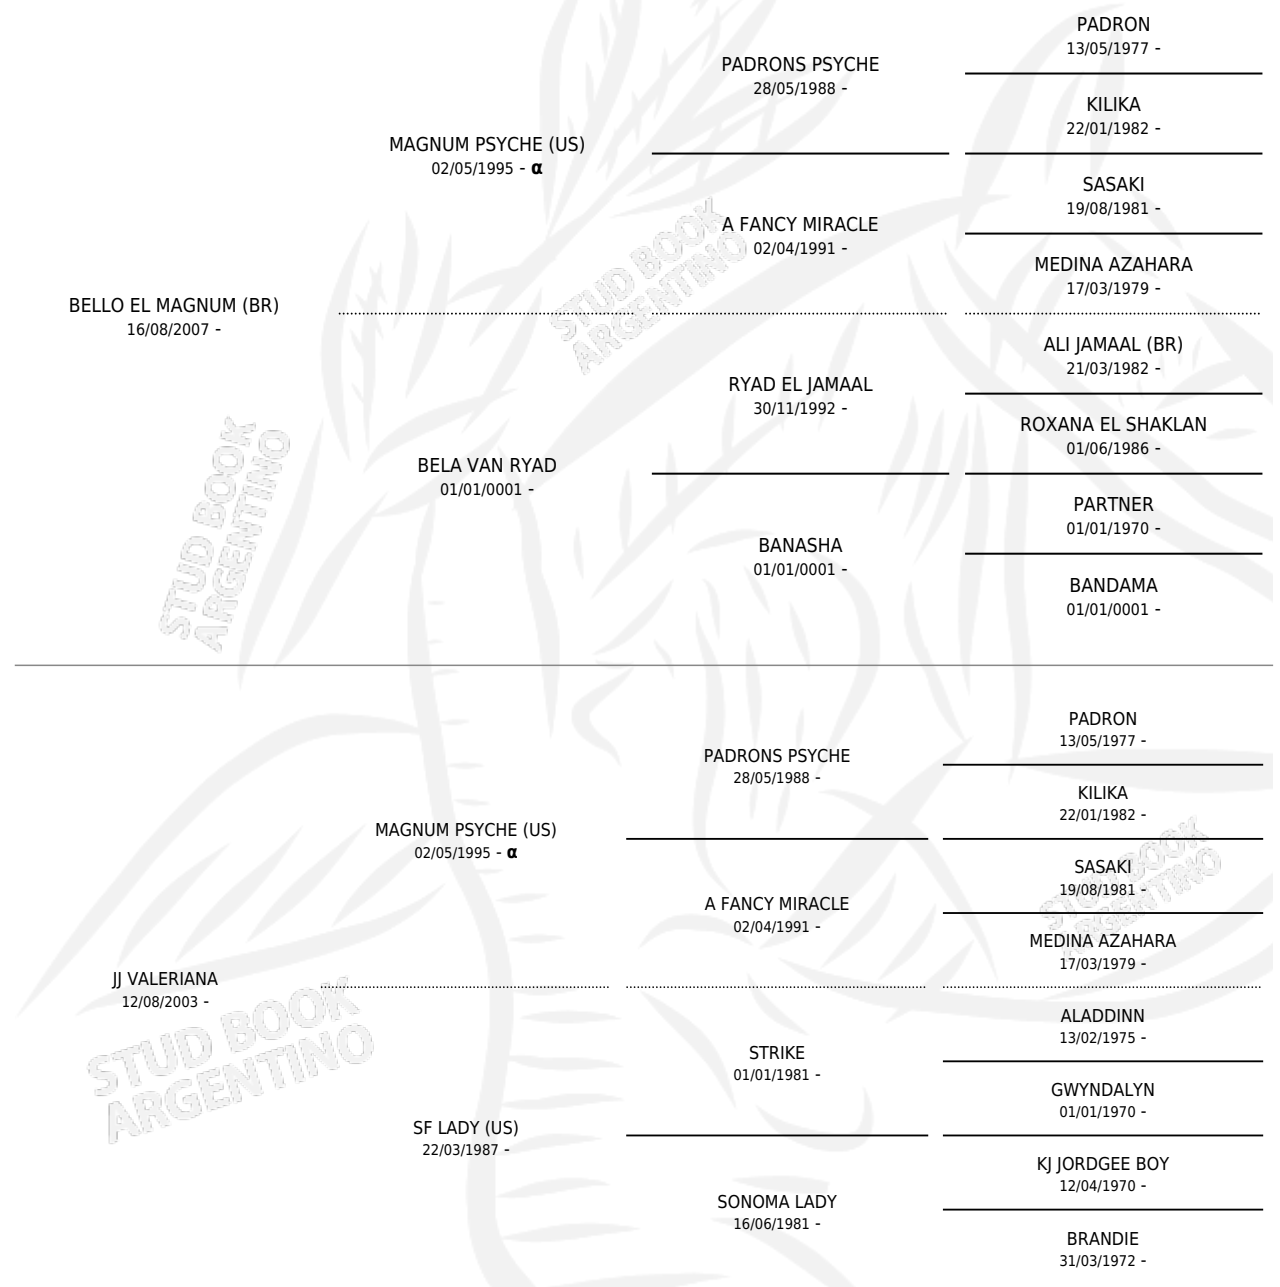 PADRON
13/05/1977 -
PADRONS PSYCHE
28/05/1988 -
KILIKA
22/01/1982 -
MAGNUM PSYCHE (US)
02/05/1995 - α
SASAKI
19/08/1981 -
A FANCY MIRACLE
02/04/1991 -
MEDINA AZAHARA
17/03/1979 -
BELLO EL MAGNUM (BR)
16/08/2007 -
ALI JAMAAL (BR)
21/03/1982 -
RYAD EL JAMAAL
30/11/1992 -
ROXANA EL SHAKLAN
01/06/1986 -
BELA VAN RYAD
01/01/0001 -
PARTNER
01/01/1970 -
BANASHA
01/01/0001 -
BANDAMA
01/01/0001 -
STUD BOOK
ARGENTINO
STUD BOOK
ARGENTINO
PADRON
13/05/1977 -
PADRONS PSYCHE
28/05/1988 -
KILIKA
22/01/1982 -
MAGNUM PSYCHE (US)
02/05/1995 - α
SASAKI
19/08/1981 -
A FANCY MIRACLE
02/04/1991 -
MEDINA AZAHARA
17/03/1979 -
JJ VALERIANA
12/08/2003 -
ALADDINN
13/02/1975 -
STRIKE
01/01/1981 -
GWYNDALYN
01/01/1970 -
SF LADY (US)
22/03/1987 -
KJ JORDGEE BOY
12/04/1970 -
SONOMA LADY
16/06/1981 -
BRANDIE
31/03/1972 -
STUD BOOK
ARGENTINO
STUD BOOK
ARGENTINO